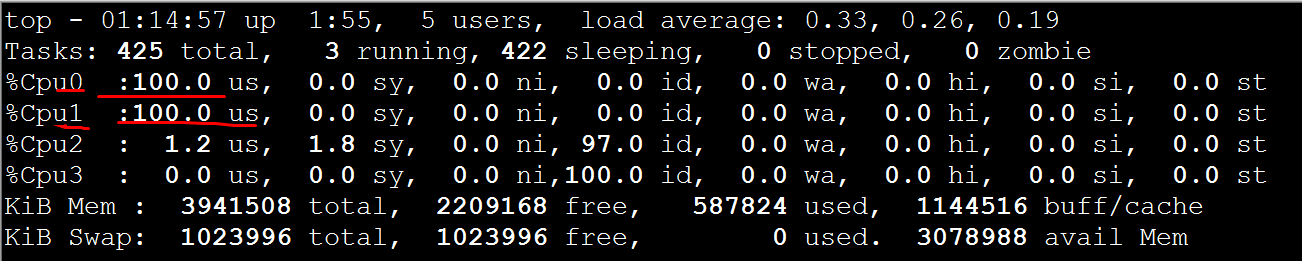 top - 01:14:57 up  1:55,  5 users,  load average: 0.33, 0.26, 0.19
Tasks: 425 total,   3 running, 422 sleeping,   0 stopped,   0 zombie
%Cpu0  :100.0 us,  0.0 sy,  0.0 ni,  0.0 id,  0.0 wa,  0.0 hi,  0.0 si,  0.0 st
%Cpu1  :100.0 us,  0.0 sy,  0.0 ni,  0.0 id,  0.0 wa,  0.0 hi,  0.0 si,  0.0 st
%Cpu2  :  1.2 us,  1.8 sy,  0.0 ni, 97.0 id,  0.0 wa,  0.0 hi,  0.0 si,  0.0 st
%Cpu3  :  0.0 us,  0.0 sy,  0.0 ni,100.0 id,  0.0 wa,  0.0 hi,  0.0 si,  0.0 st
KiB Mem :  3941508 total,  2209168 free,   587824 used,  1144516 buff/cache
KiB Swap:  1023996 total,  1023996 free,        0 used.  3078988 avail Mem